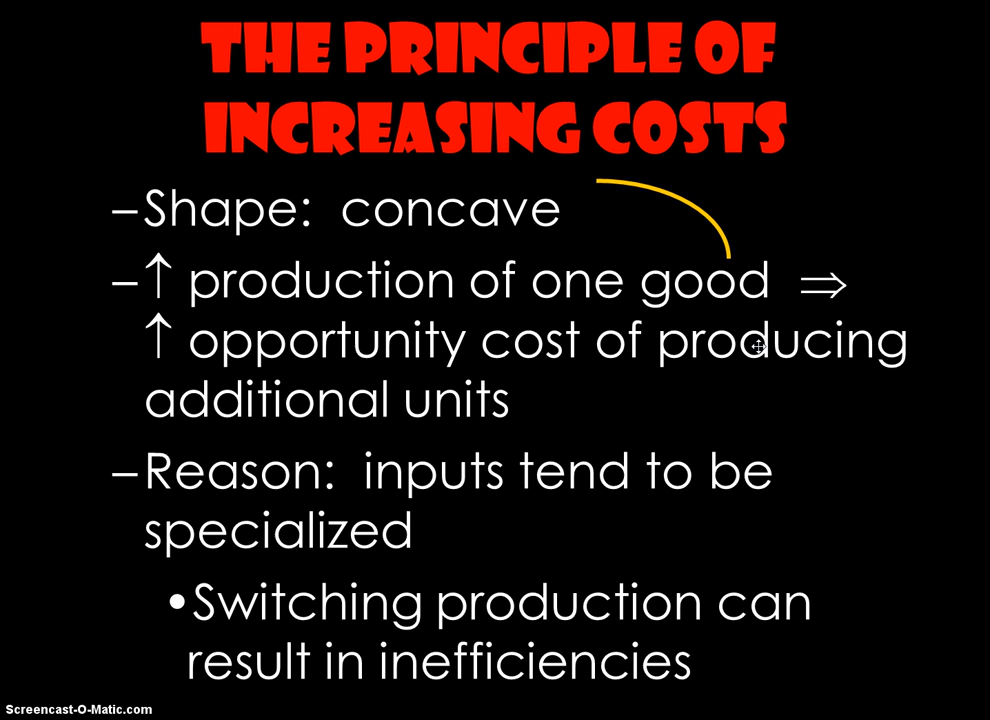 THE PRINCIPLE OF
INCREASING COSTS
–Shape: concave
–↑ production of one good ⇒
↑ opportunity cost of producing
additional units
–Reason: inputs tend to be
specialized
•Switching production can
result in inefficiencies
Screencast-O-Matic.com